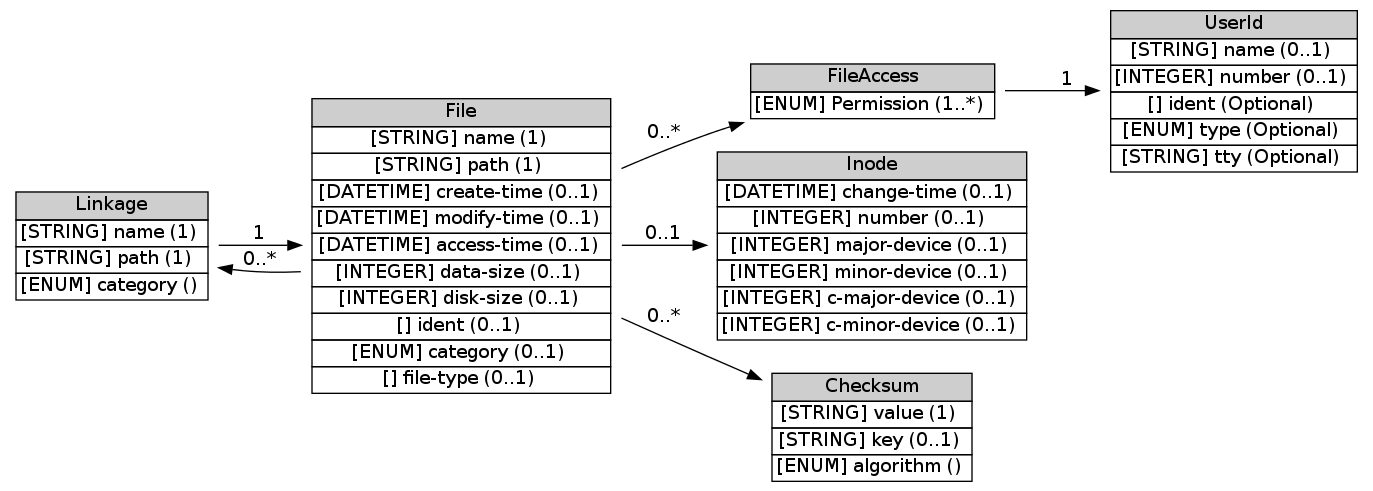 Linkage
[STRING] name (1)
[STRING] path (1)
[ENUM] category ()
1
0..*
File
[STRING] name (1)
[STRING] path (1)
[DATETIME] create-time (0..1)
[DATETIME] modify-time (0..1)
[DATETIME] access-time (0..1)
[INTEGER] data-size (0..1)
[INTEGER] disk-size (0..1)
[] ident (0..1)
[ENUM] category (0..1)
[] file-type (0..1)
0..*
0..1
0..*
FileAccess
[ENUM] Permission (1..*)
1
Inode
[DATETIME] change-time (0..1)
[INTEGER] number (0..1)
[INTEGER] major-device (0..1)
[INTEGER] minor-device (0..1)
[INTEGER] c-major-device (0..1)
[INTEGER] c-minor-device (0..1)
Checksum
[STRING] value (1)
[STRING] key (0..1)
[ENUM] algorithm ()
UserId
[STRING] name (0..1)
[INTEGER] number (0..1)
[] ident (Optional)
[ENUM] type (Optional)
[STRING] tty (Optional)